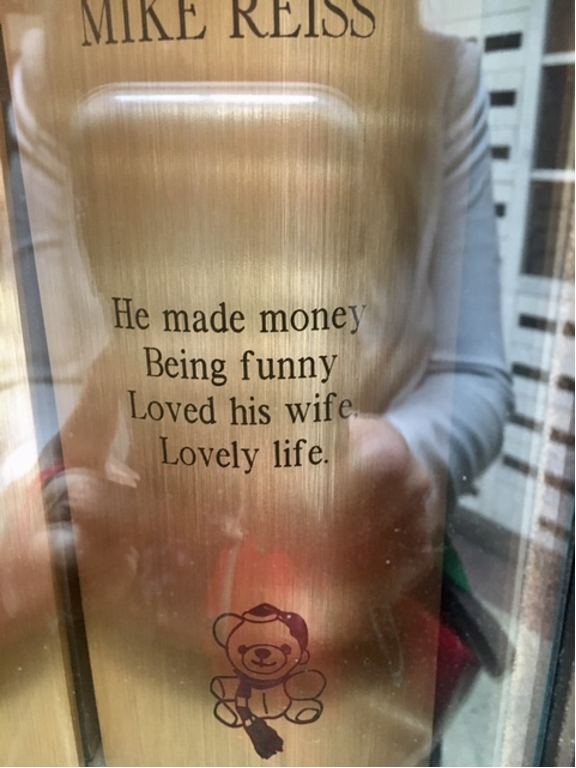 MIKE REISS
He made money
Being funny
Loved his wife.
Lovely life.